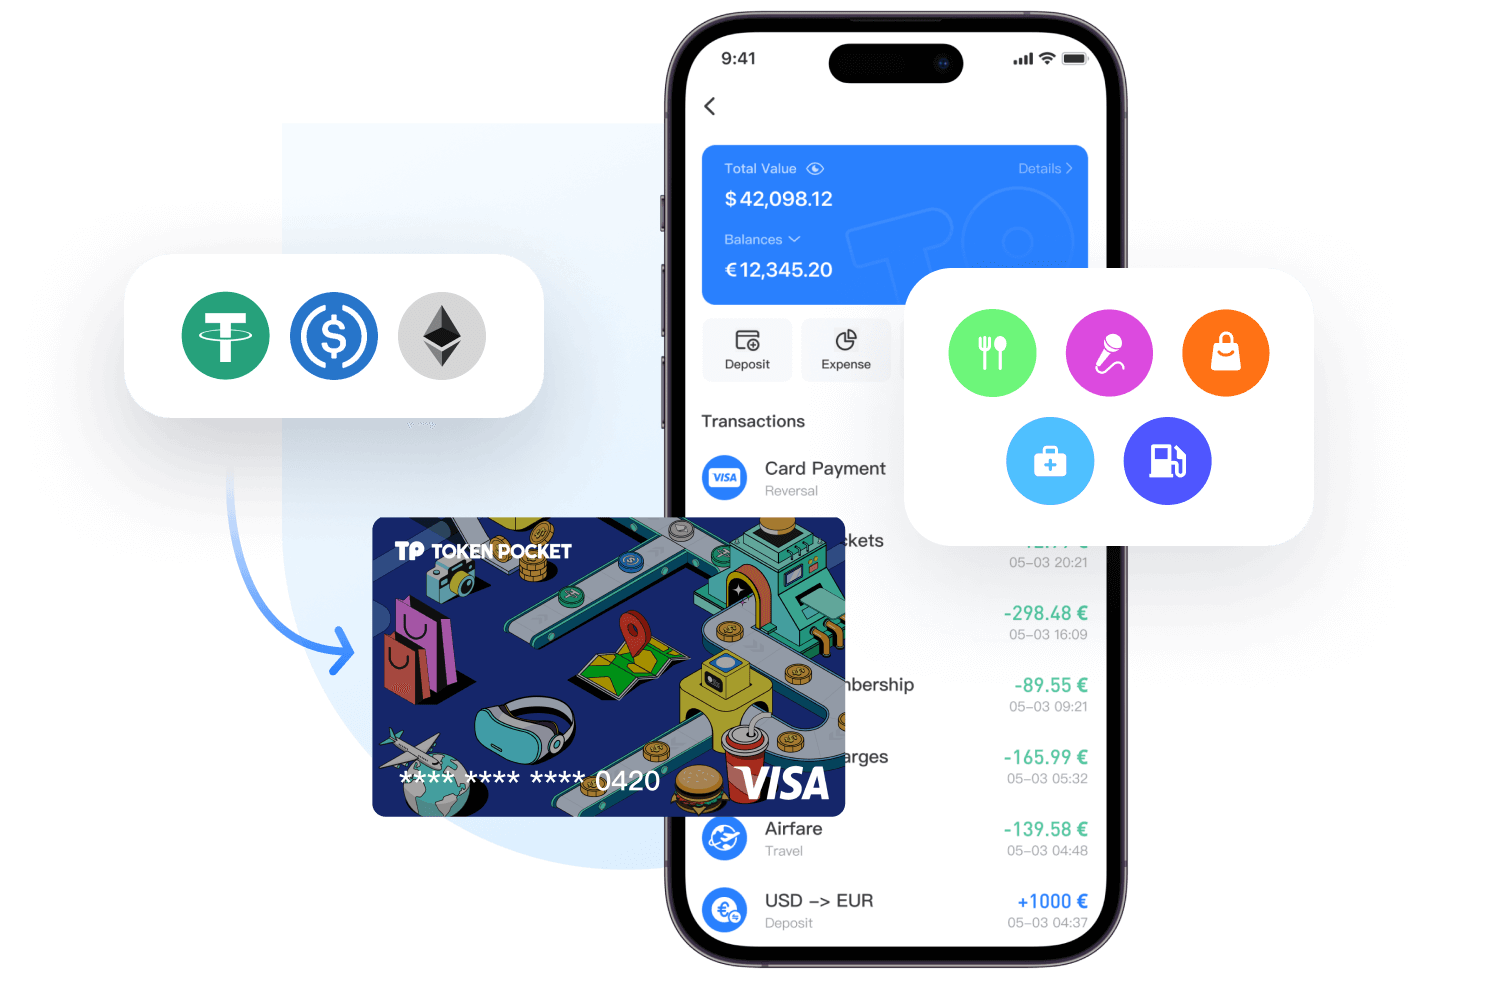 9:41
Total Value
Details
$42,098.12
Balances
€12,345.20
Deposit
Expense
Transactions
VISA
Card Payment
Reversal
05-03 20:21
-298.48 €
05-03 16:09
-89.55 €
05-03 09:21
-165.99 €
05-03 05:32
Airfare
-139.58 €
Travel
05-03 04:48
USD -> EUR
+1000 €
Deposit
05-03 04:37
TP TOKEN POCKET
**** **** **** 0420
VISA